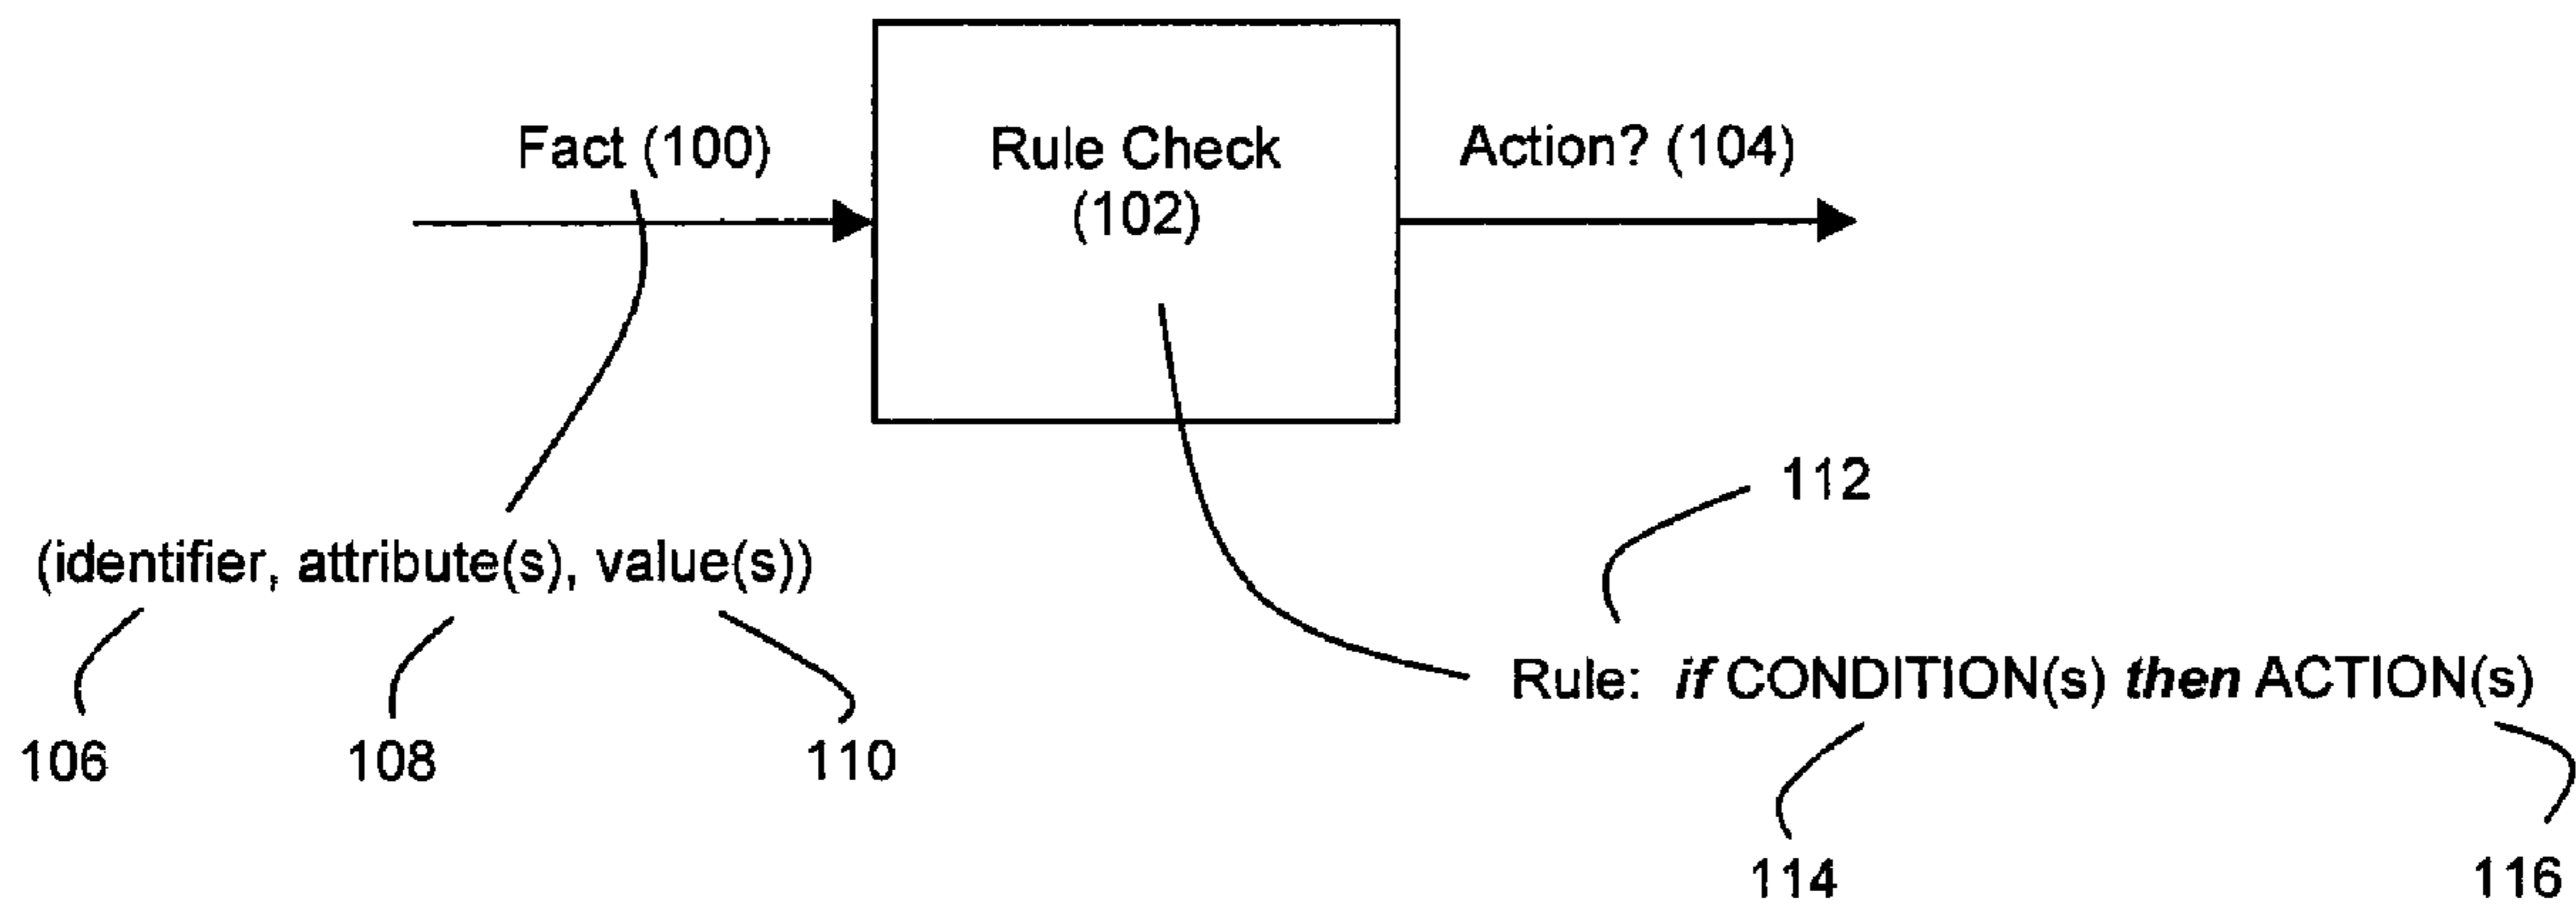 Fact (100)
Rule Check
(102)
Action? (104)
112
(identifier, attribute(s), value(s))
Rule: if CONDITION(s) then ACTION(s)
106
108
110
114
116